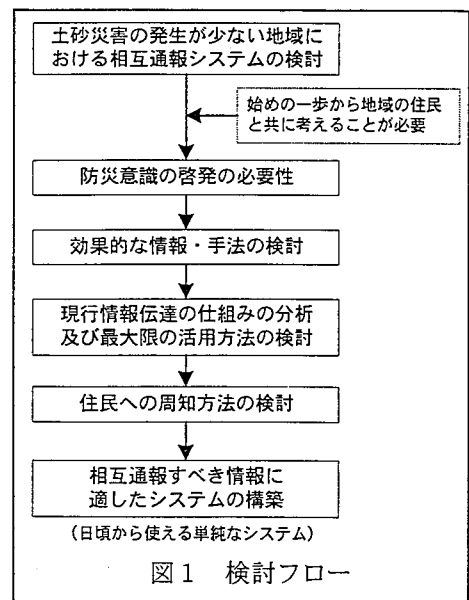 土砂災害の発生が少ない地域に
おける相互通報システムの検討
始めの一歩から地域の住民
と共に考えることが必要
防災意識の啓発の必要性
効果的な情報・手法の検討
現行情報伝達の仕組みの分析
及び最大限の活用方法の検討
住民への周知方法の検討
相互通報すべき情報に
適したシステムの構築
(日頃から使える単純なシステム)
図1 検討フロー